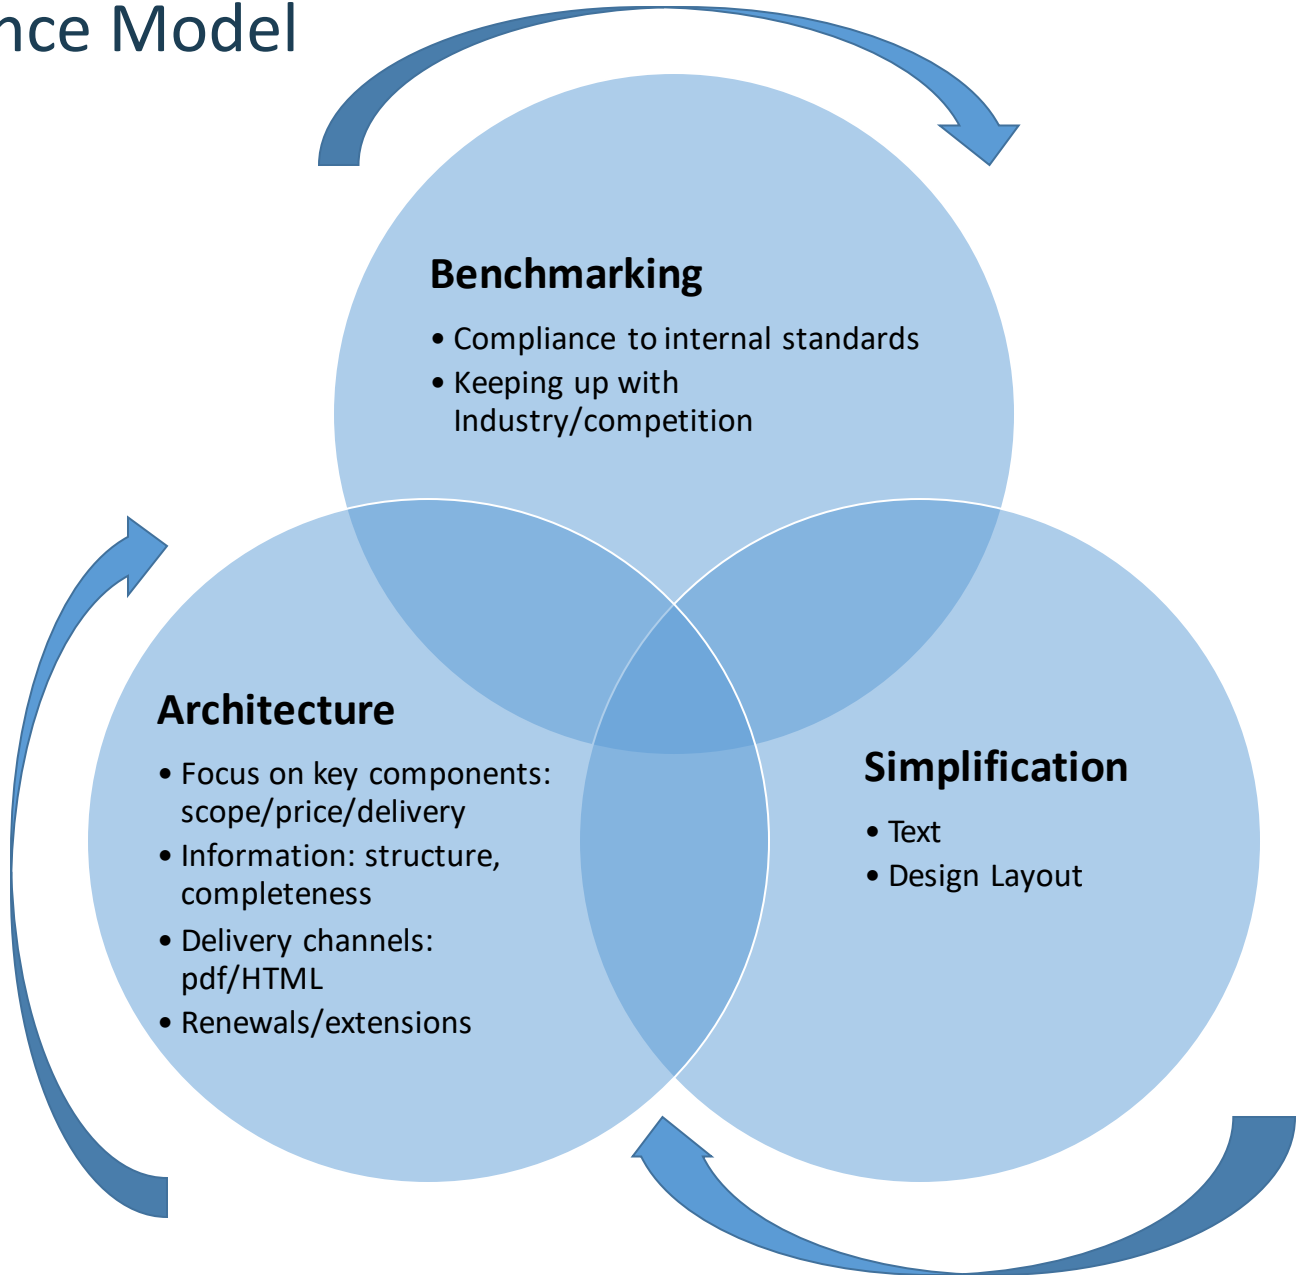 nce Model
Benchmarking
• Compliance to internal standards
• Keeping up with
Industry/competition
Architecture
• Focus on key components:
scope/price/delivery
• Information: structure,
completeness
• Delivery channels:
pdf/HTML
• Renewals/extensions
Simplification
• Text
• Design Layout